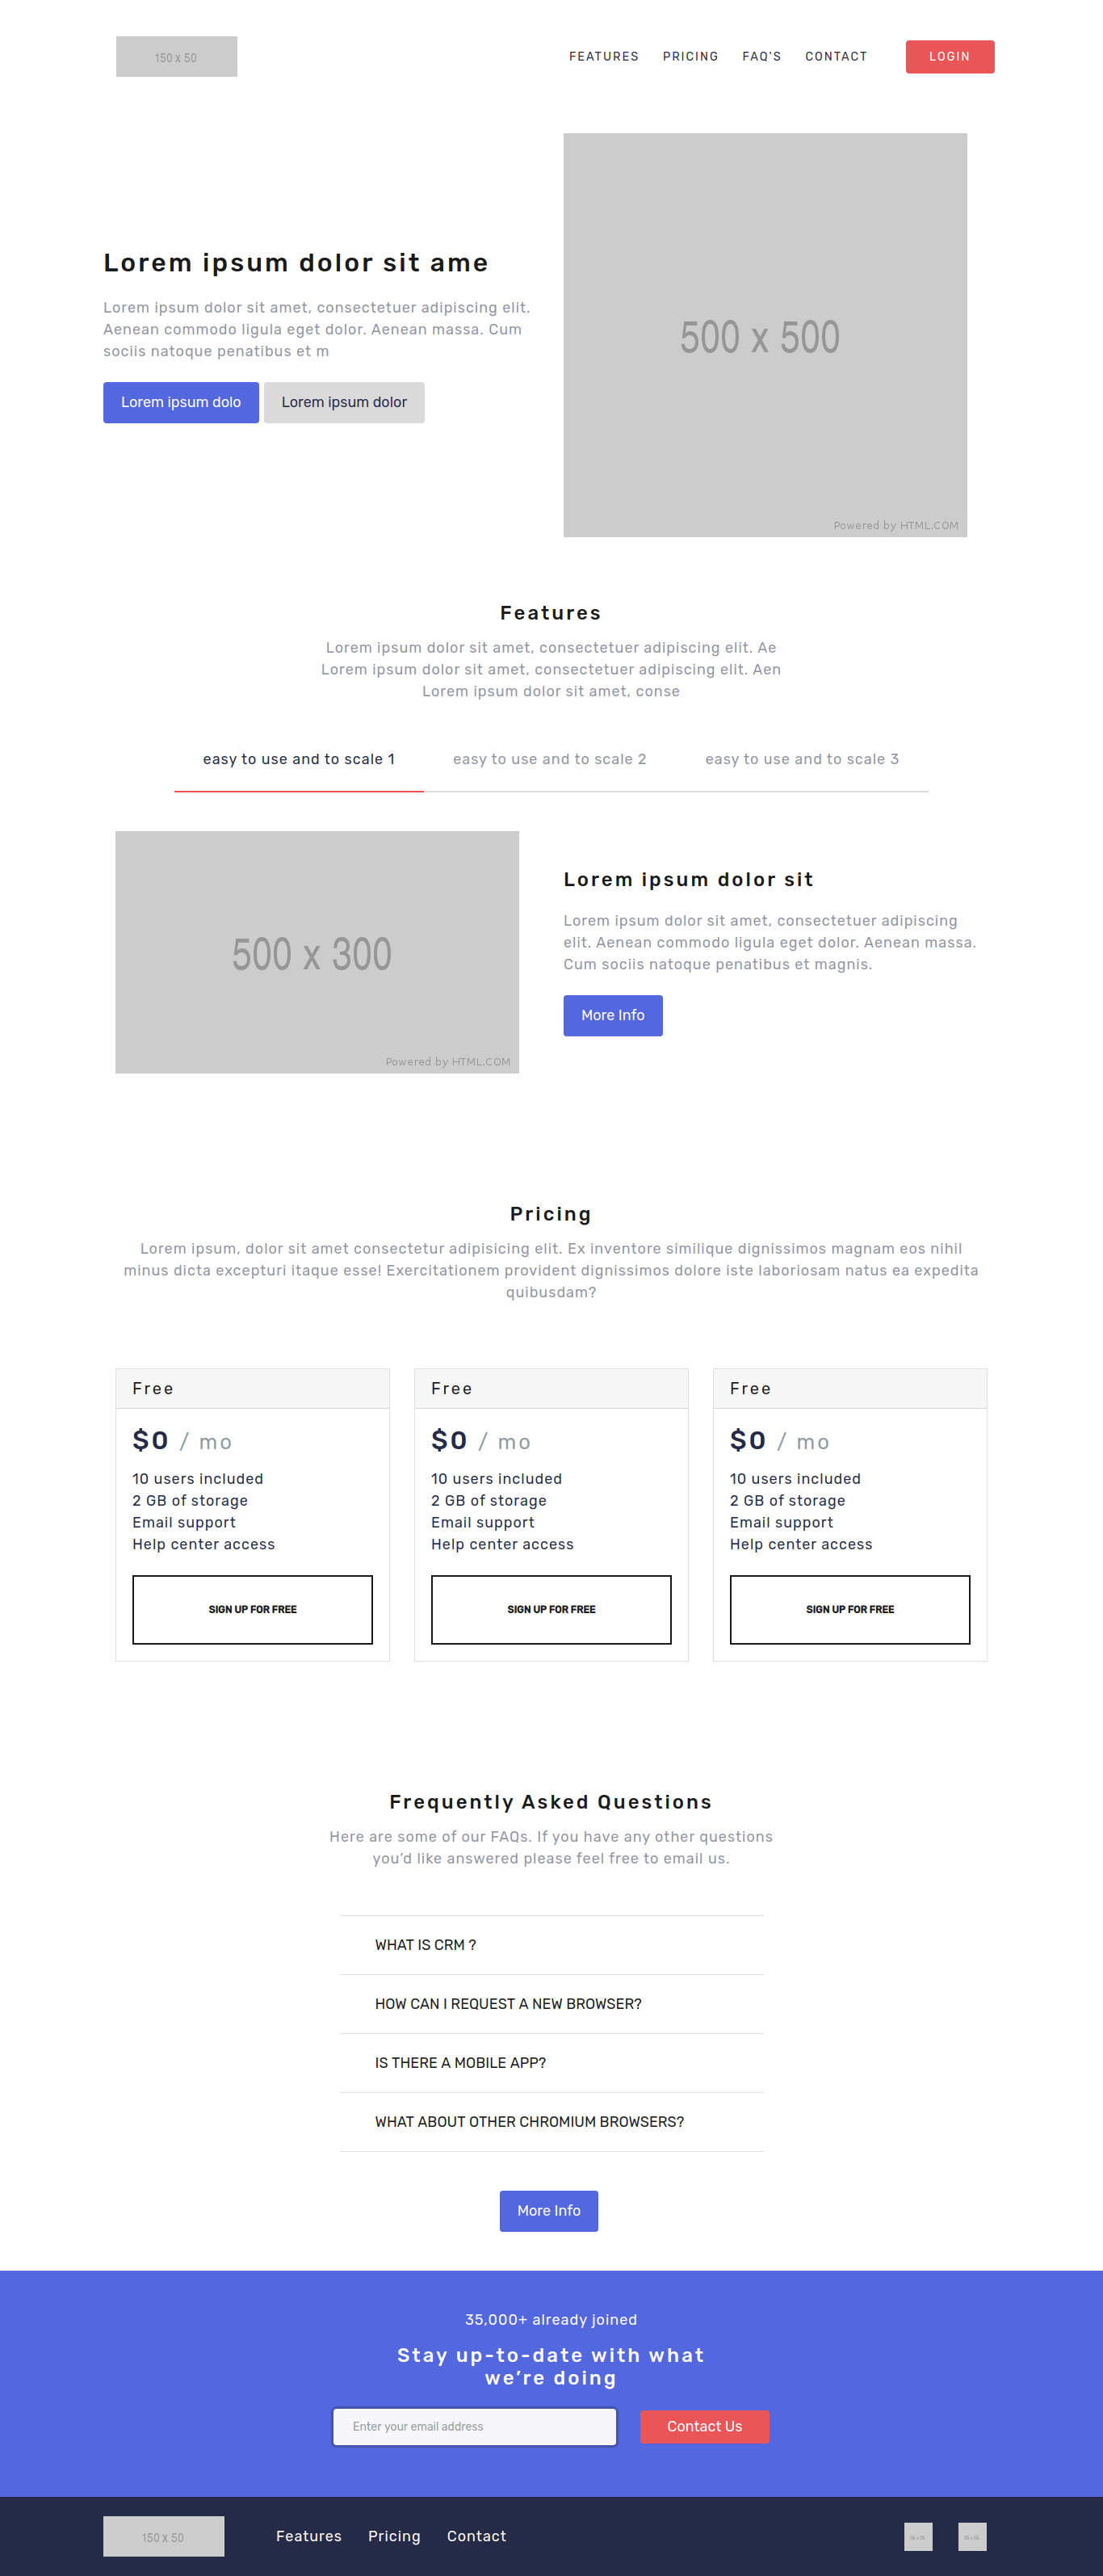 150 x 50
FEATURES PRICING FAQ'S CONTACT LOGIN
500 x 500
Powered by HTML.COM
Lorem ipsum dolor sit ame
Lorem ipsum dolor sit amet, consectetuer adipiscing elit.
Aenean commodo ligula eget dolor. Aenean massa. Cum
sociis natoque penatibus et m
Lorem ipsum dolo Lorem ipsum dolor
Features
Lorem ipsum dolor sit amet, consectetuer adipiscing elit. Ae
Lorem ipsum dolor sit amet, consectetuer adipiscing elit. Aen
Lorem ipsum dolor sit amet, conse
easy to use and to scale 1 easy to use and to scale 2 easy to use and to scale 3
500 x 300
Powered by HTML.COM
Lorem ipsum dolor sit
Lorem ipsum dolor sit amet, consectetuer adipiscing
elit. Aenean commodo ligula eget dolor. Aenean massa.
Cum sociis natoque penatibus et magnis.
More Info
Pricing
Lorem ipsum, dolor sit amet consectetur adipisicing elit. Ex inventore similique dignissimos magnam eos nihil
minus dicta excepturi itaque esse! Exercitationem provident dignissimos dolore iste laboriosam natus ea expedita
quibusdam?
Free
$0 / mo
10 users included
2 GB of storage
Email support
Help center access
SIGN UP FOR FREE
Free
$0 / mo
10 users included
2 GB of storage
Email support
Help center access
SIGN UP FOR FREE
Free
$0 / mo
10 users included
2 GB of storage
Email support
Help center access
SIGN UP FOR FREE
Frequently Asked Questions
Here are some of our FAQs. If you have any other questions
you’d like answered please feel free to email us.
WHAT IS CRM ?
HOW CAN I REQUEST A NEW BROWSER?
IS THERE A MOBILE APP?
WHAT ABOUT OTHER CHROMIUM BROWSERS?
More Info
35,000+ already joined
Stay up-to-date with what
we’re doing
Enter your email address Contact Us
150 x 50 Features Pricing Contact